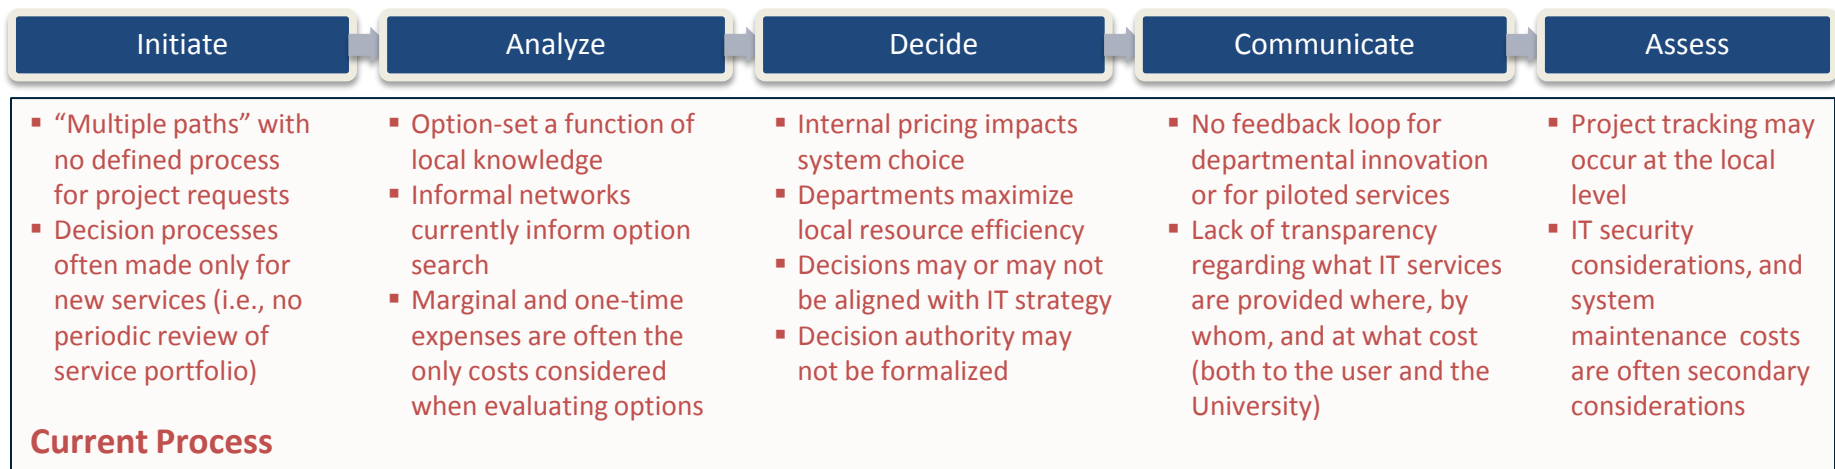 Initiate
Analyze
Decide
Communicate
Assess
▪ “Multiple paths” with
no defined process
for project requests
▪ Decision processes
often made only for
new services (i.e., no
periodic review of
service portfolio)
▪ Option-set a function of
local knowledge
▪ Informal networks
currently inform option
search
▪ Marginal and one-time
expenses are often the
only costs considered
when evaluating options
▪ Internal pricing impacts
system choice
▪ Departments maximize
local resource efficiency
▪ Decisions may or may not
be aligned with IT strategy
▪ Decision authority may
not be formalized
▪ No feedback loop for
departmental innovation
or for piloted services
▪ Lack of transparency
regarding what IT services
are provided where, by
whom, and at what cost
(both to the user and the
University)
▪ Project tracking may
occur at the local
level
▪ IT security
considerations, and
system
maintenance costs
are often secondary
considerations
Current Process